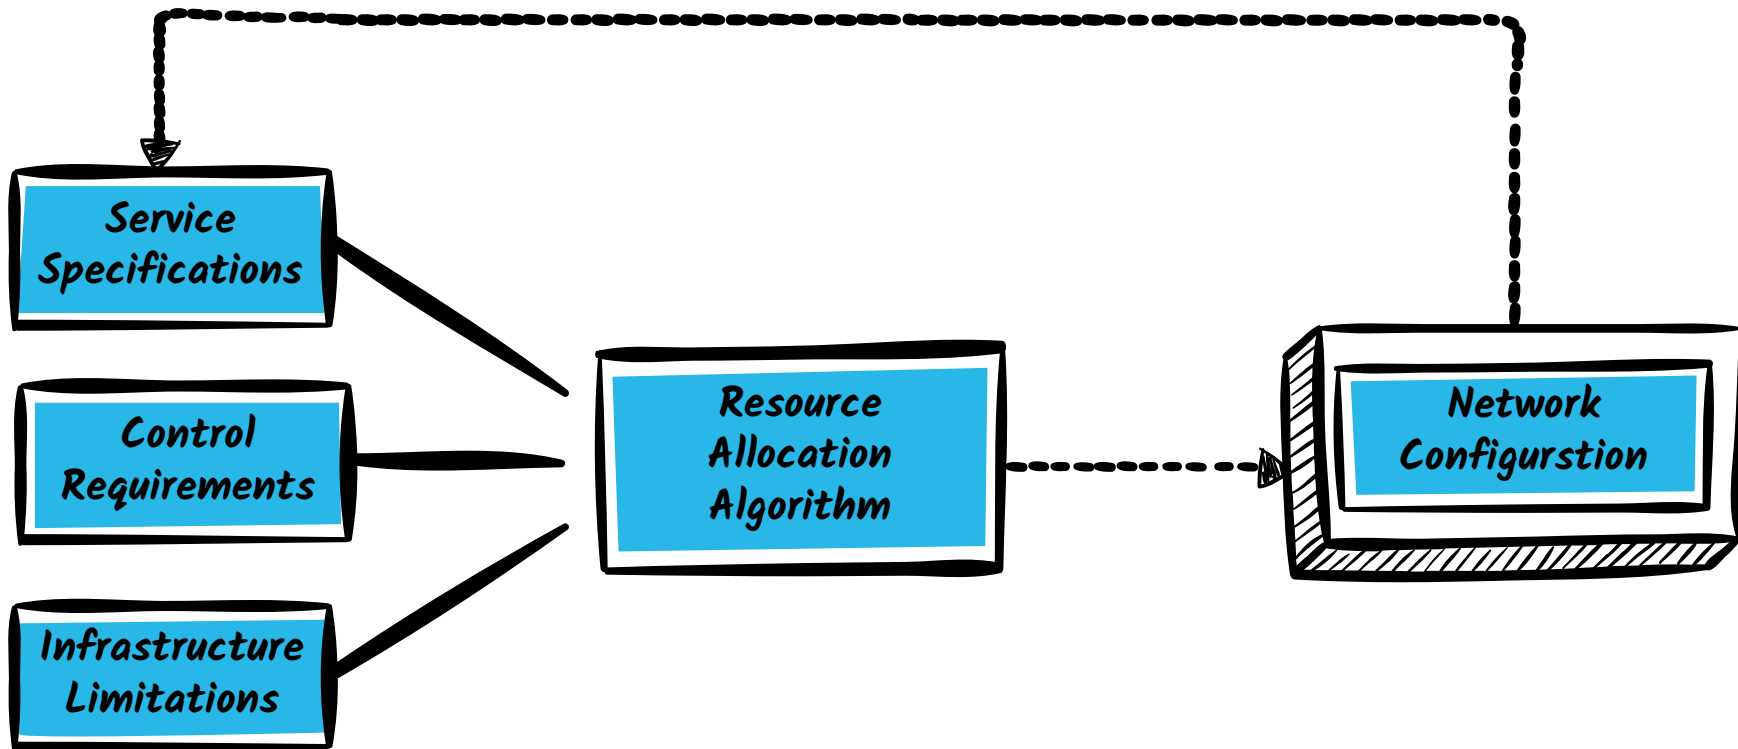 Service
Specifications
Control
Requirements
Infrastructure
Limitations
Resource
Allocation
Algorithm
Network
Configurstion